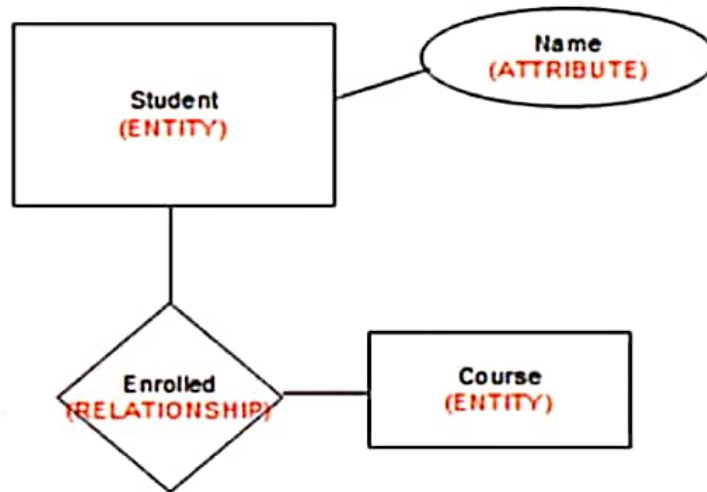 Name
(ATTRIBUTE)
Student
(ENTITY)
Enrolled
(RELATIONSHIP)
Course
(ENTITY)